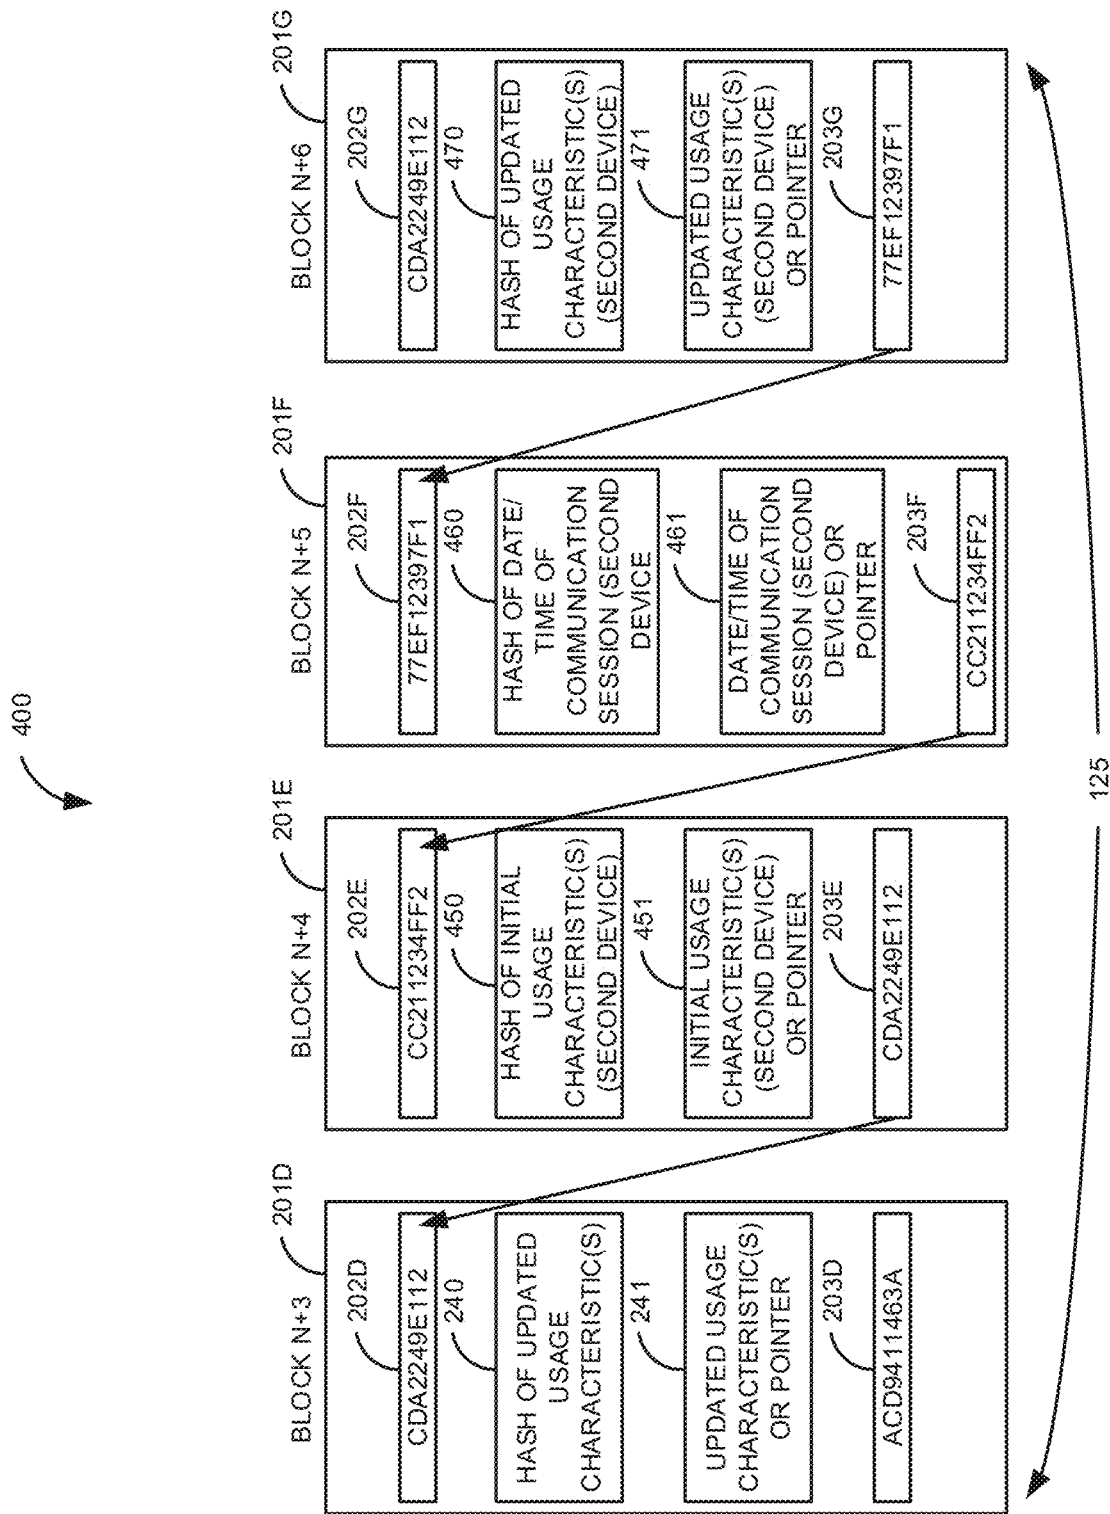 400
BLOCK N+3
201D
202D
CDA2249E112
240
HASH OF UPDATED
USAGE
CHARACTERISTIC(S)
241
UPDATED USAGE
CHARACTERISTIC(S)
OR POINTER
203D
ACD9411463A
BLOCK N+4
201E
202E
CC211234FF2
450
HASH OF INITIAL
USAGE
CHARACTERISTIC(S)
(SECOND DEVICE)
451
INITIAL USAGE
CHARACTERISTIC(S)
(SECOND DEVICE)
OR POINTER
203E
CDA2249E112
BLOCK N+5
201F
202F
77EF12397F1
460
HASH OF DATE/
TIME OF
COMMUNICATION
SESSION (SECOND
DEVICE
461
DATE/TIME OF
COMMUNICATION
SESSION (SECOND
DEVICE) OR
POINTER
203F
CC211234FF2
BLOCK N+6
201G
202G
CDA2249E112
470
HASH OF UPDATED
USAGE
CHARACTERISTIC(S)
(SECOND DEVICE)
471
UPDATED USAGE
CHARACTERISTIC(S)
(SECOND DEVICE)
OR POINTER
203G
77EF12397F1
125